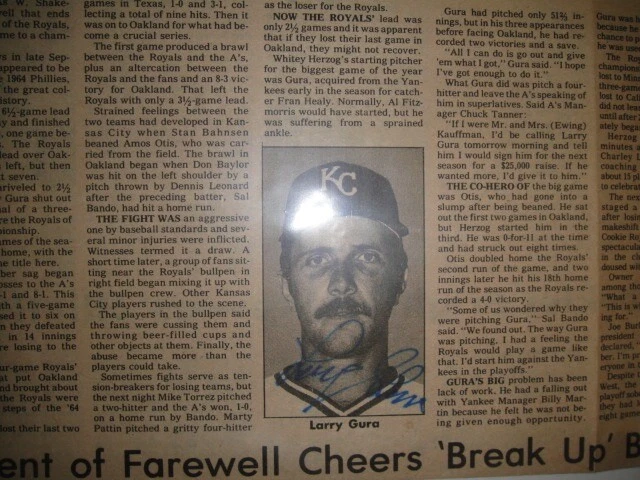 w. Shake-
ell that ends
me to a cham-
s in late Sep-
appeared to be
1964 Phillies,
the great col-
istory.
6½-game lead
y and finished
one game be-
The Royals
lead over Oak-
left, but then
t seven.
arriveled to 2½
Gura shut out
al of a three-
re the Royals of
ionship.
ames of the sea-
home, with the
e title here.
ber sag began
osses to the A's
-1 and 8-1. This
with a five-game
sed it to six on
n they defeated
in 14 innings
re losing to the
ur-game Royals'
at put Oakland
nd brought about
the Royals were
steps of the '64
lost their last two
games in Texas, 1-0 and 3-1, col-
lecting a total of nine hits. Then it
was on to Oakland for what had be-
come a crucial series.
The first game produced a brawl
between the Royals and the A's,
plus an altercation between the
Royals and the fans and an 8-3 vic-
tory for Oakland. That left the
Royals with only a 3½-game lead.
Strained feelings between the
two teams had developed in Kan-
sas City when Stan Bahnsen
beaned Amos Otis, who was car-
ried from the field. The brawl in
Oakland began when Don Baylor
was hit on the left shoulder by a
pitch thrown by Dennis Leonard
after the preceding batter, Sal
Bando, had hit a home run.
THE FIGHT WAS an aggressive
one by baseball standards and sev-
eral minor injuries were inflicted.
Witnesses termed it a draw. A
short time later, a group of fans sit-
ting near the Royals' bullpen in
right field began mixing it up with
the bullpen crew. Other Kansas
City players rushed to the scene.
The players in the bullpen said
the fans were cussing them and
throwing beer-filled cups and
other objects at them. Finally, the
abuse became more than the
players could take.
Sometimes fights serve as ten-
sion-breakers for losing teams, but
the next night Mike Torrez pitched
a two-hitter and the A's won, 1-0,
on a home run by Bando. Marty
Pattin pitched a gritty four-hitter
as the loser for the Royals.
NOW THE ROYALS' lead was
only 2½ games and it was apparent
that if they lost their last game in
Oakland, they might not recover.
Whitey Herzog's starting pitcher
for the biggest game of the year
was Gura, acquired from the Yan-
kees early in the season for catch-
er Fran Healy. Normally, Al Fitz-
morris would have started, but he
was suffering from a sprained
ankle.
KC
Larry Gura
Gura had pitched only 51⅔ in-
nings, but in his three appearances
before facing Oakland, he had re-
corded two victories and a save.
"All I can do is go out and give
'em what I got," Gura said. "I hope
I've got enough to do it."
What Gura did was pitch a four-
hitter and leave the A's speaking of
him in superlatives. Said A's Man-
ager Chuck Tanner:
"If I were Mr. and Mrs. (Ewing)
Kauffman, I'd be calling Larry
Gura tomorrow morning and tell
him I would sign him for the next
season for a $25,000 raise. If he
wanted more, I'd give it to him."
THE CO-HERO OF the big game
was Otis, who had gone into a
slump after being beaned. He sat
out the first two games in Oakland,
but Herzog started him in the
third. He was 0-for-11 at the time
and had struck out eight times.
Otis doubled home the Royals'
second run of the game, and two
innings later he hit his 18th home
run of the season as the Royals re-
corded a 4-0 victory.
"Some of us wondered why they
were pitching Gura," Sal Bando
said. "We found out. The way Gura
was pitching, I had a feeling the
Royals would play a game like
that. I'd start him against the Yan-
kees in the playoffs."
GURA'S BIG problem has been
lack of work. He had a falling out
with Yankee Manager Billy Mar-
tin because he felt he was not be-
ing given enough opportunity.
ent of Farewell Cheers 'Break Up' B